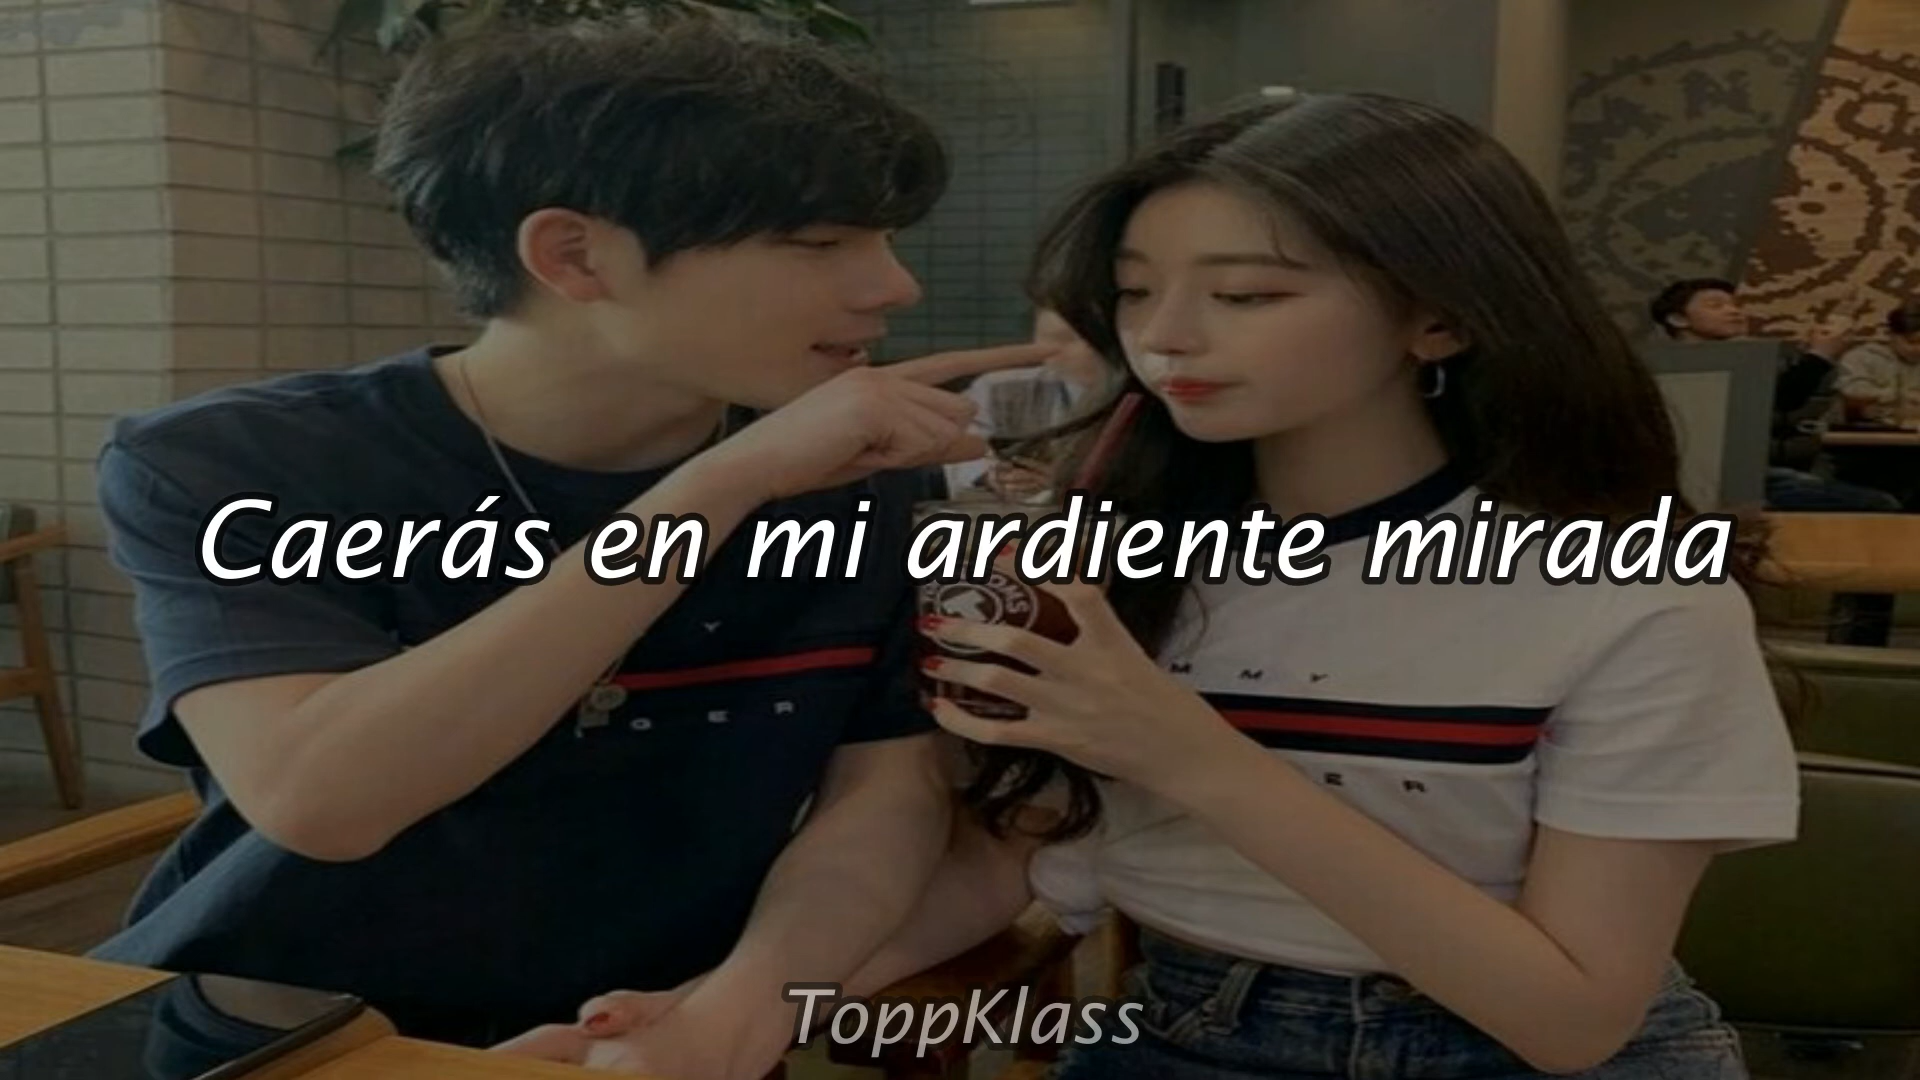 Caerás en mi ardiente mirada
Y
G E R
M M Y
E R
ToppKlass